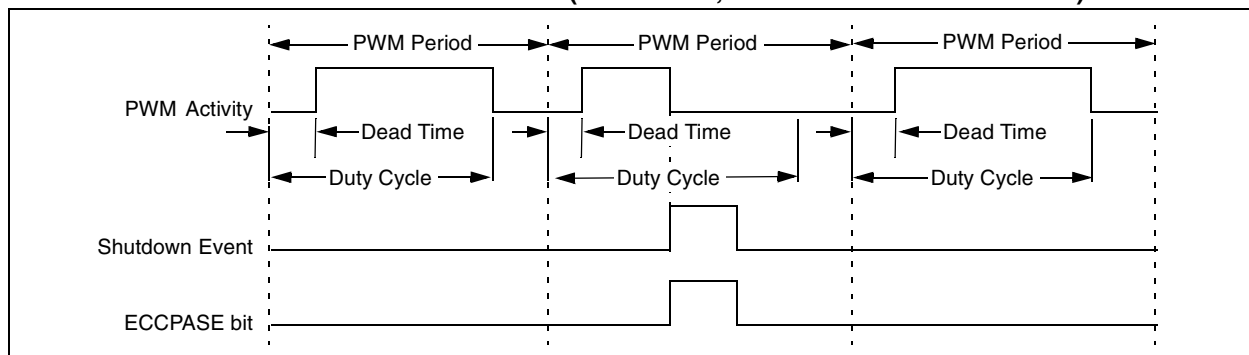 PWM Period PWM Period PWM Period
PWM Activity
Dead Time Dead Time Dead Time
Duty Cycle Duty Cycle Duty Cycle
Shutdown Event
ECCPASE bit